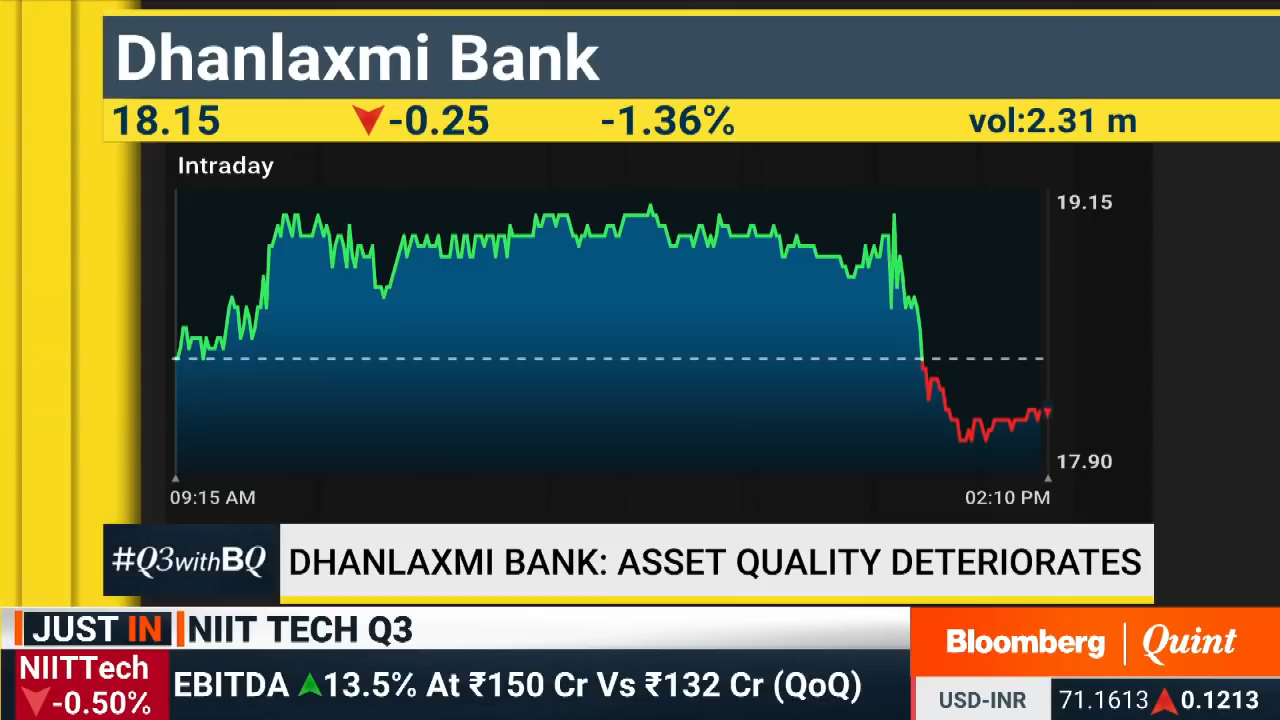 Dhanlaxmi Bank
18.15 -0.25 -1.36% vol:2.31 m
Intraday
19.15
17.90
09:15 AM 02:10 PM
#Q3withBQ DHANLAXMI BANK: ASSET QUALITY DETERIORATES
JUST IN NIIT TECH Q3
NIITTech
-0.50%
EBITDA ▲13.5% At ₹150 Cr Vs ₹132 Cr (QoQ)
Bloomberg | Quint
USD-INR 71.1613 ▲0.1213